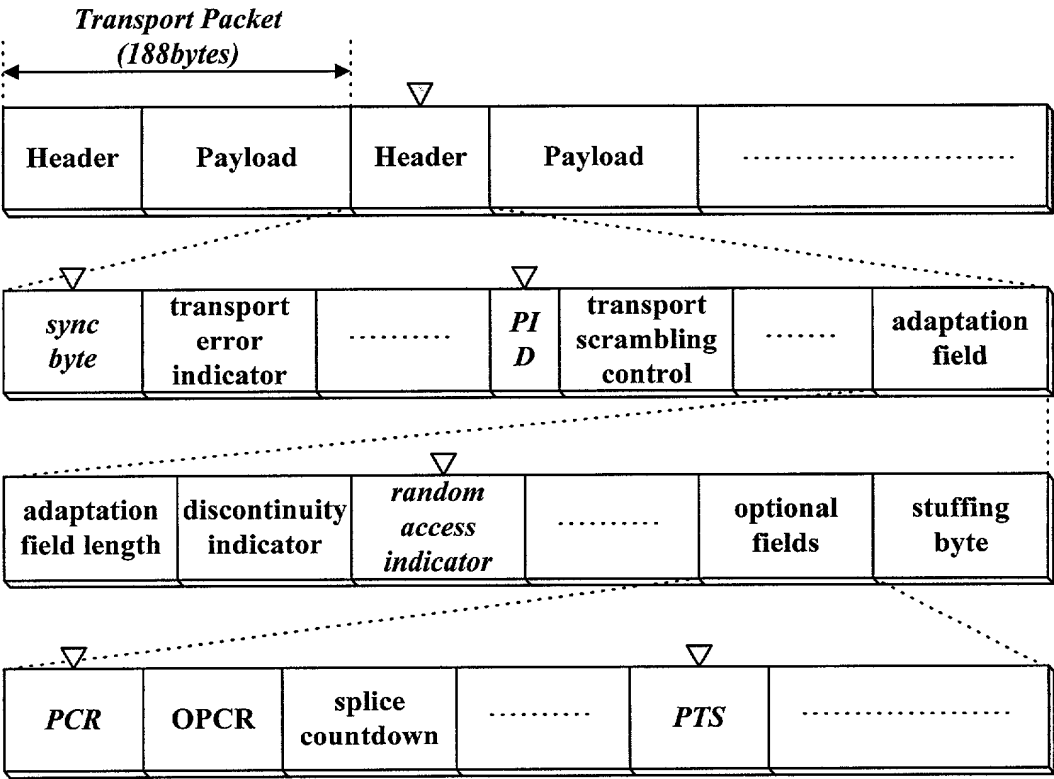 Transport Packet
(188bytes)
Header Payload Header Payload ..............................
sync
byte
transport
error
indicator
............
PI
D
transport
scrambling
control
........
adaptation
field
adaptation
field length
discontinuity
indicator
random
access
indicator
............
optional
fields
stuffing
byte
PCR
OPCR
splice
countdown
............
PTS
.......................